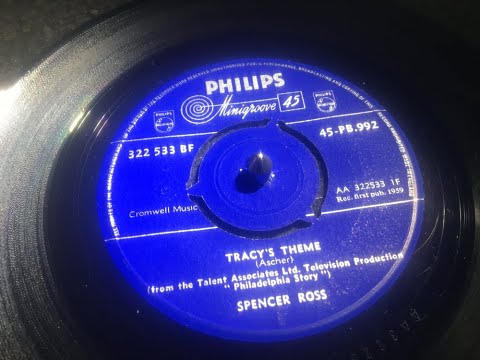 PHILIPS
Minigroove 45
322 533 BF
45-PB.992
Cromwell Music
AA 322533 1F
Rec. first pub. 1959
TRACY'S THEME
(Ascher)
(from the Talent Associates Ltd. Television Production
" Philadelphia Story ")
SPENCER ROSS